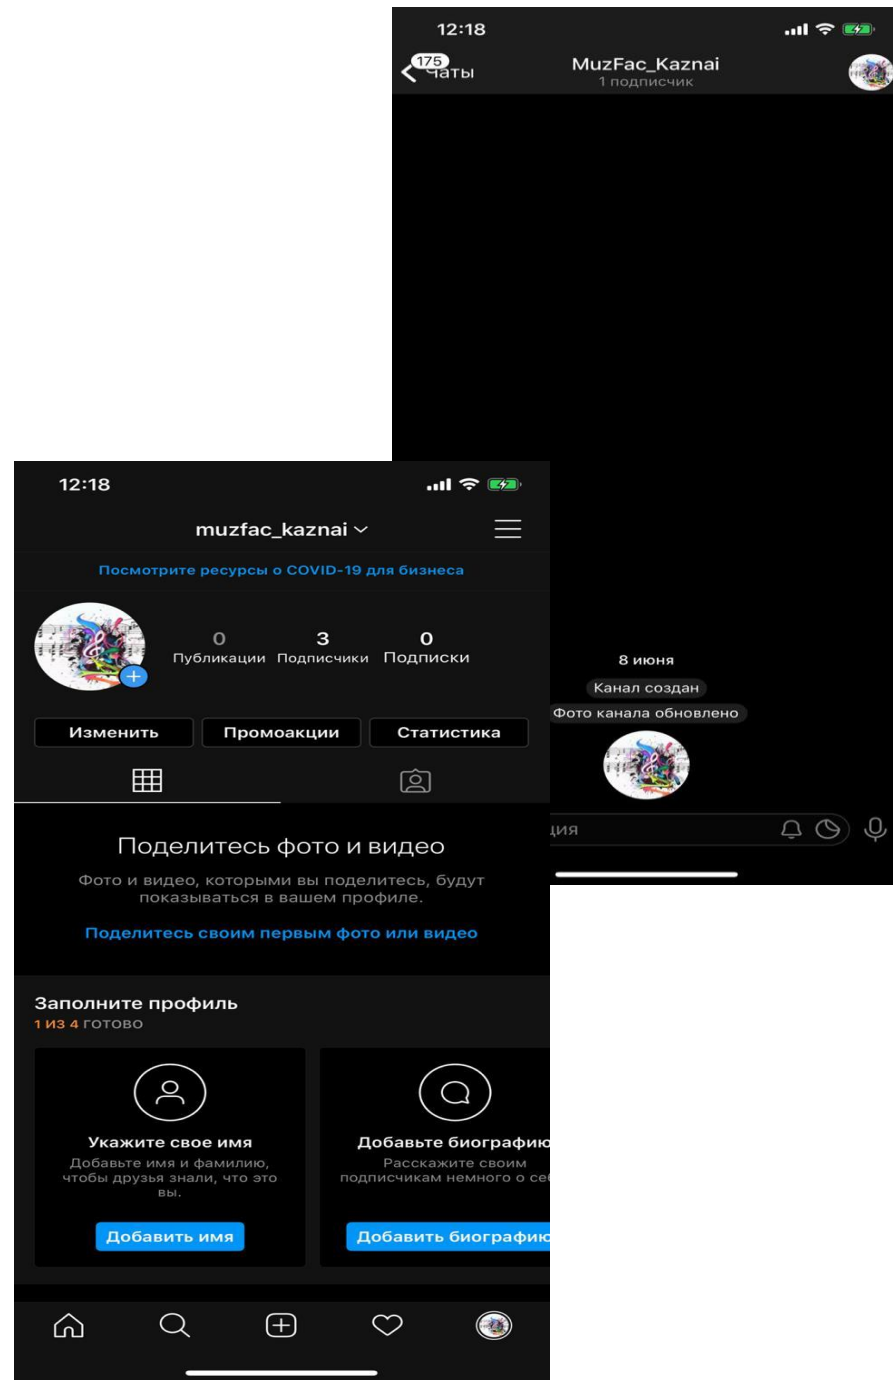 12:18
175
Чаты
MuzFac_Kaznai
1 подписчик
8 июня
Канал создан
Фото канала обновлено
12:18
muzfac_kaznai
Посмотрите ресурсы о COVID-19 для бизнеса
0 3 0
Публикации Подписчики Подписки
Изменить Промоакции Статистика
Поделитесь фото и видео
Фото и видео, которыми вы поделитесь, будут
показываться в вашем профиле.
Поделитесь своим первым фото или видео
Заполните профиль
1 ИЗ 4 ГОТОВО
Укажите свое имя
Добавьте имя и фамилию,
чтобы друзья знали, что это
вы.
Добавить имя
Добавьте биографию
Расскажите своим
подписчикам немного о
Добавить биографию